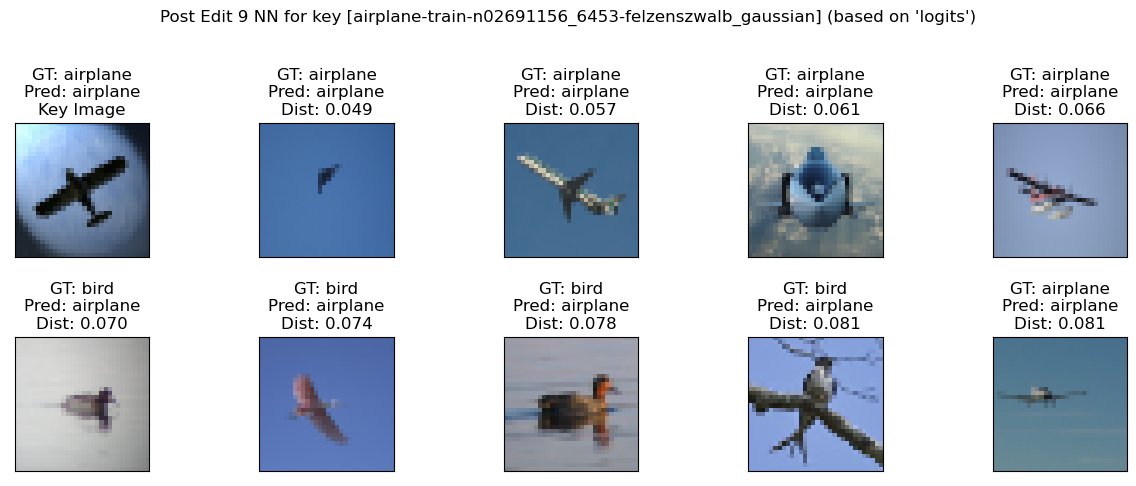 Post Edit 9 NN for key [airplane-train-n02691156_6453-felzenszwalb_gaussian] (based on 'logits')
GT: airplane
Pred: airplane
Key Image
GT: airplane
Pred: airplane
Dist: 0.049
GT: airplane
Pred: airplane
Dist: 0.057
GT: airplane
Pred: airplane
Dist: 0.061
GT: airplane
Pred: airplane
Dist: 0.066
GT: bird
Pred: airplane
Dist: 0.070
GT: bird
Pred: airplane
Dist: 0.074
GT: bird
Pred: airplane
Dist: 0.078
GT: bird
Pred: airplane
Dist: 0.081
GT: airplane
Pred: airplane
Dist: 0.081